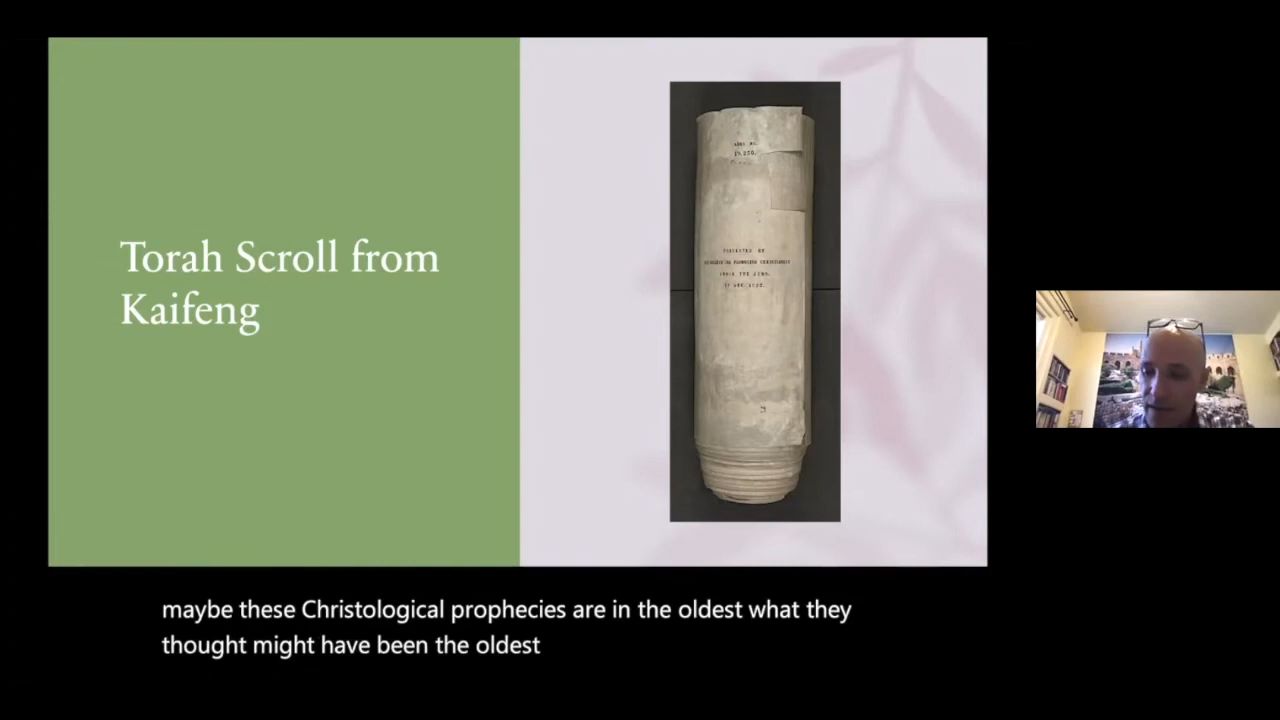 Torah Scroll from
Kaifeng
maybe these Christological prophecies are in the oldest what they
thought might have been the oldest